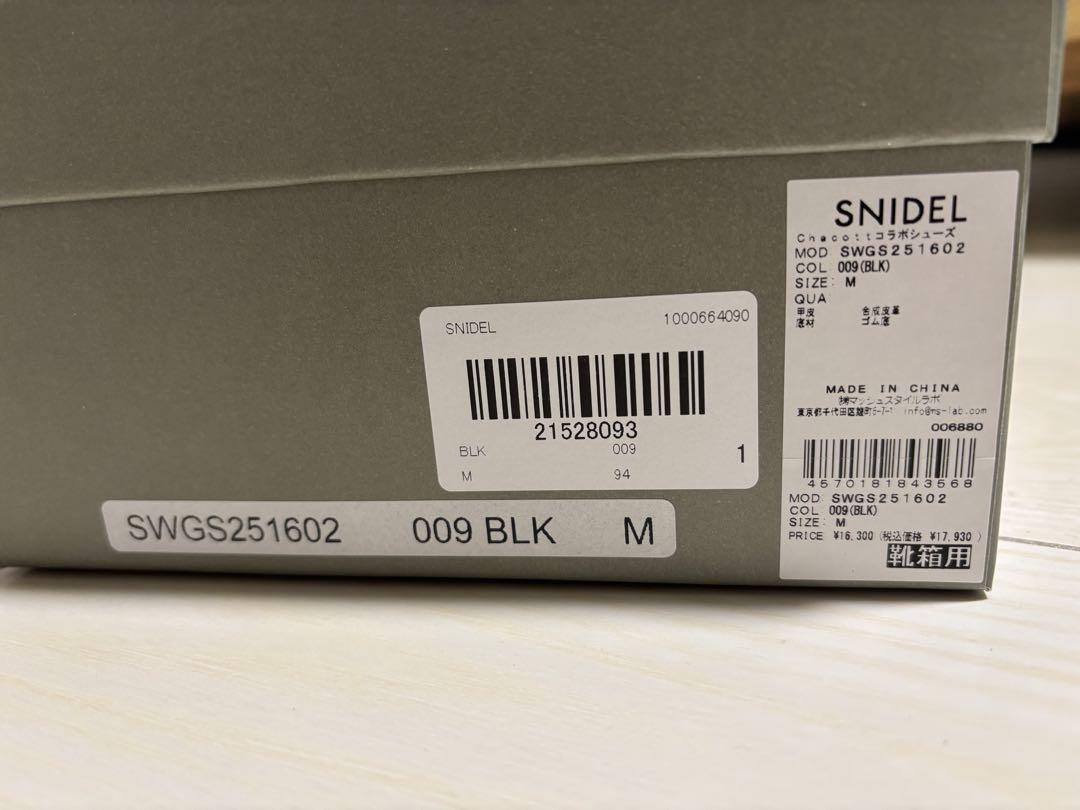 SNIDEL
Chacottコラボシューズ
MOD: SWGS251602
COL: 009(BLK)
SIZE: M
QUA:
甲皮 合成皮革
底材 ゴム底
MADE IN CHINA
㈱マッシュスタイルラボ
東京都千代田区麹町5-7-1 info@ms-lab.com
006880
4570181843568
MOD: SWGS251602
COL: 009(BLK)
SIZE: M
PRICE ¥16,300 (税込価格 ¥17,930 )
靴箱用
SNIDEL 1000664090
21528093
BLK 009
M 94 1
SWGS251602 009 BLK M